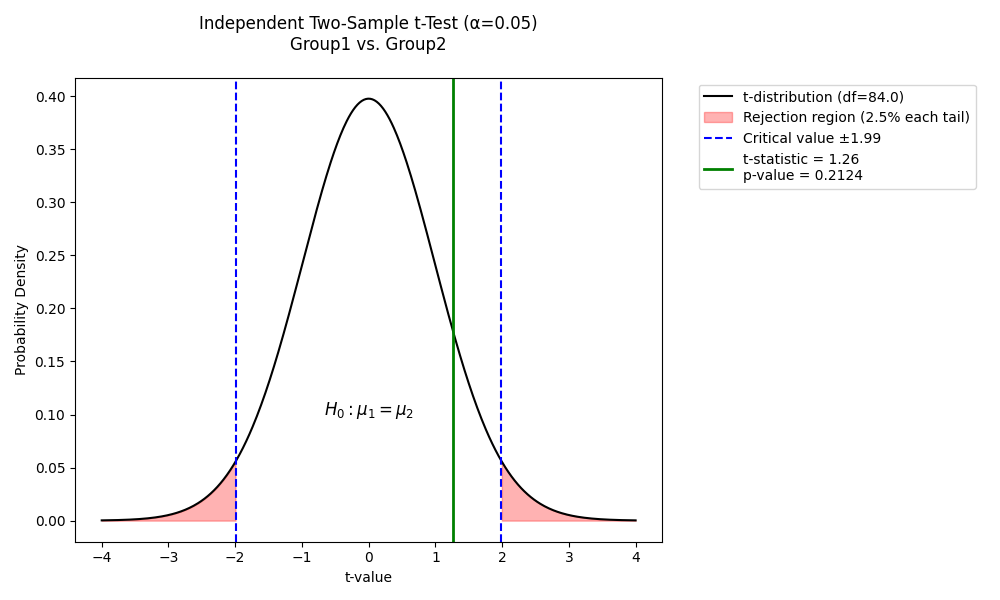 Independent Two-Sample t-Test (α=0.05)
Group1 vs. Group2
t-distribution (df=84.0)
Rejection region (2.5% each tail)
Critical value ±1.99
t-statistic = 1.26
p-value = 0.2124
Probability Density
0.40
0.35
0.30
0.25
0.20
0.15
0.10
0.05
0.00
H₀ : μ₁ = μ₂
−4 −3 −2 −1 0 1 2 3 4
t-value